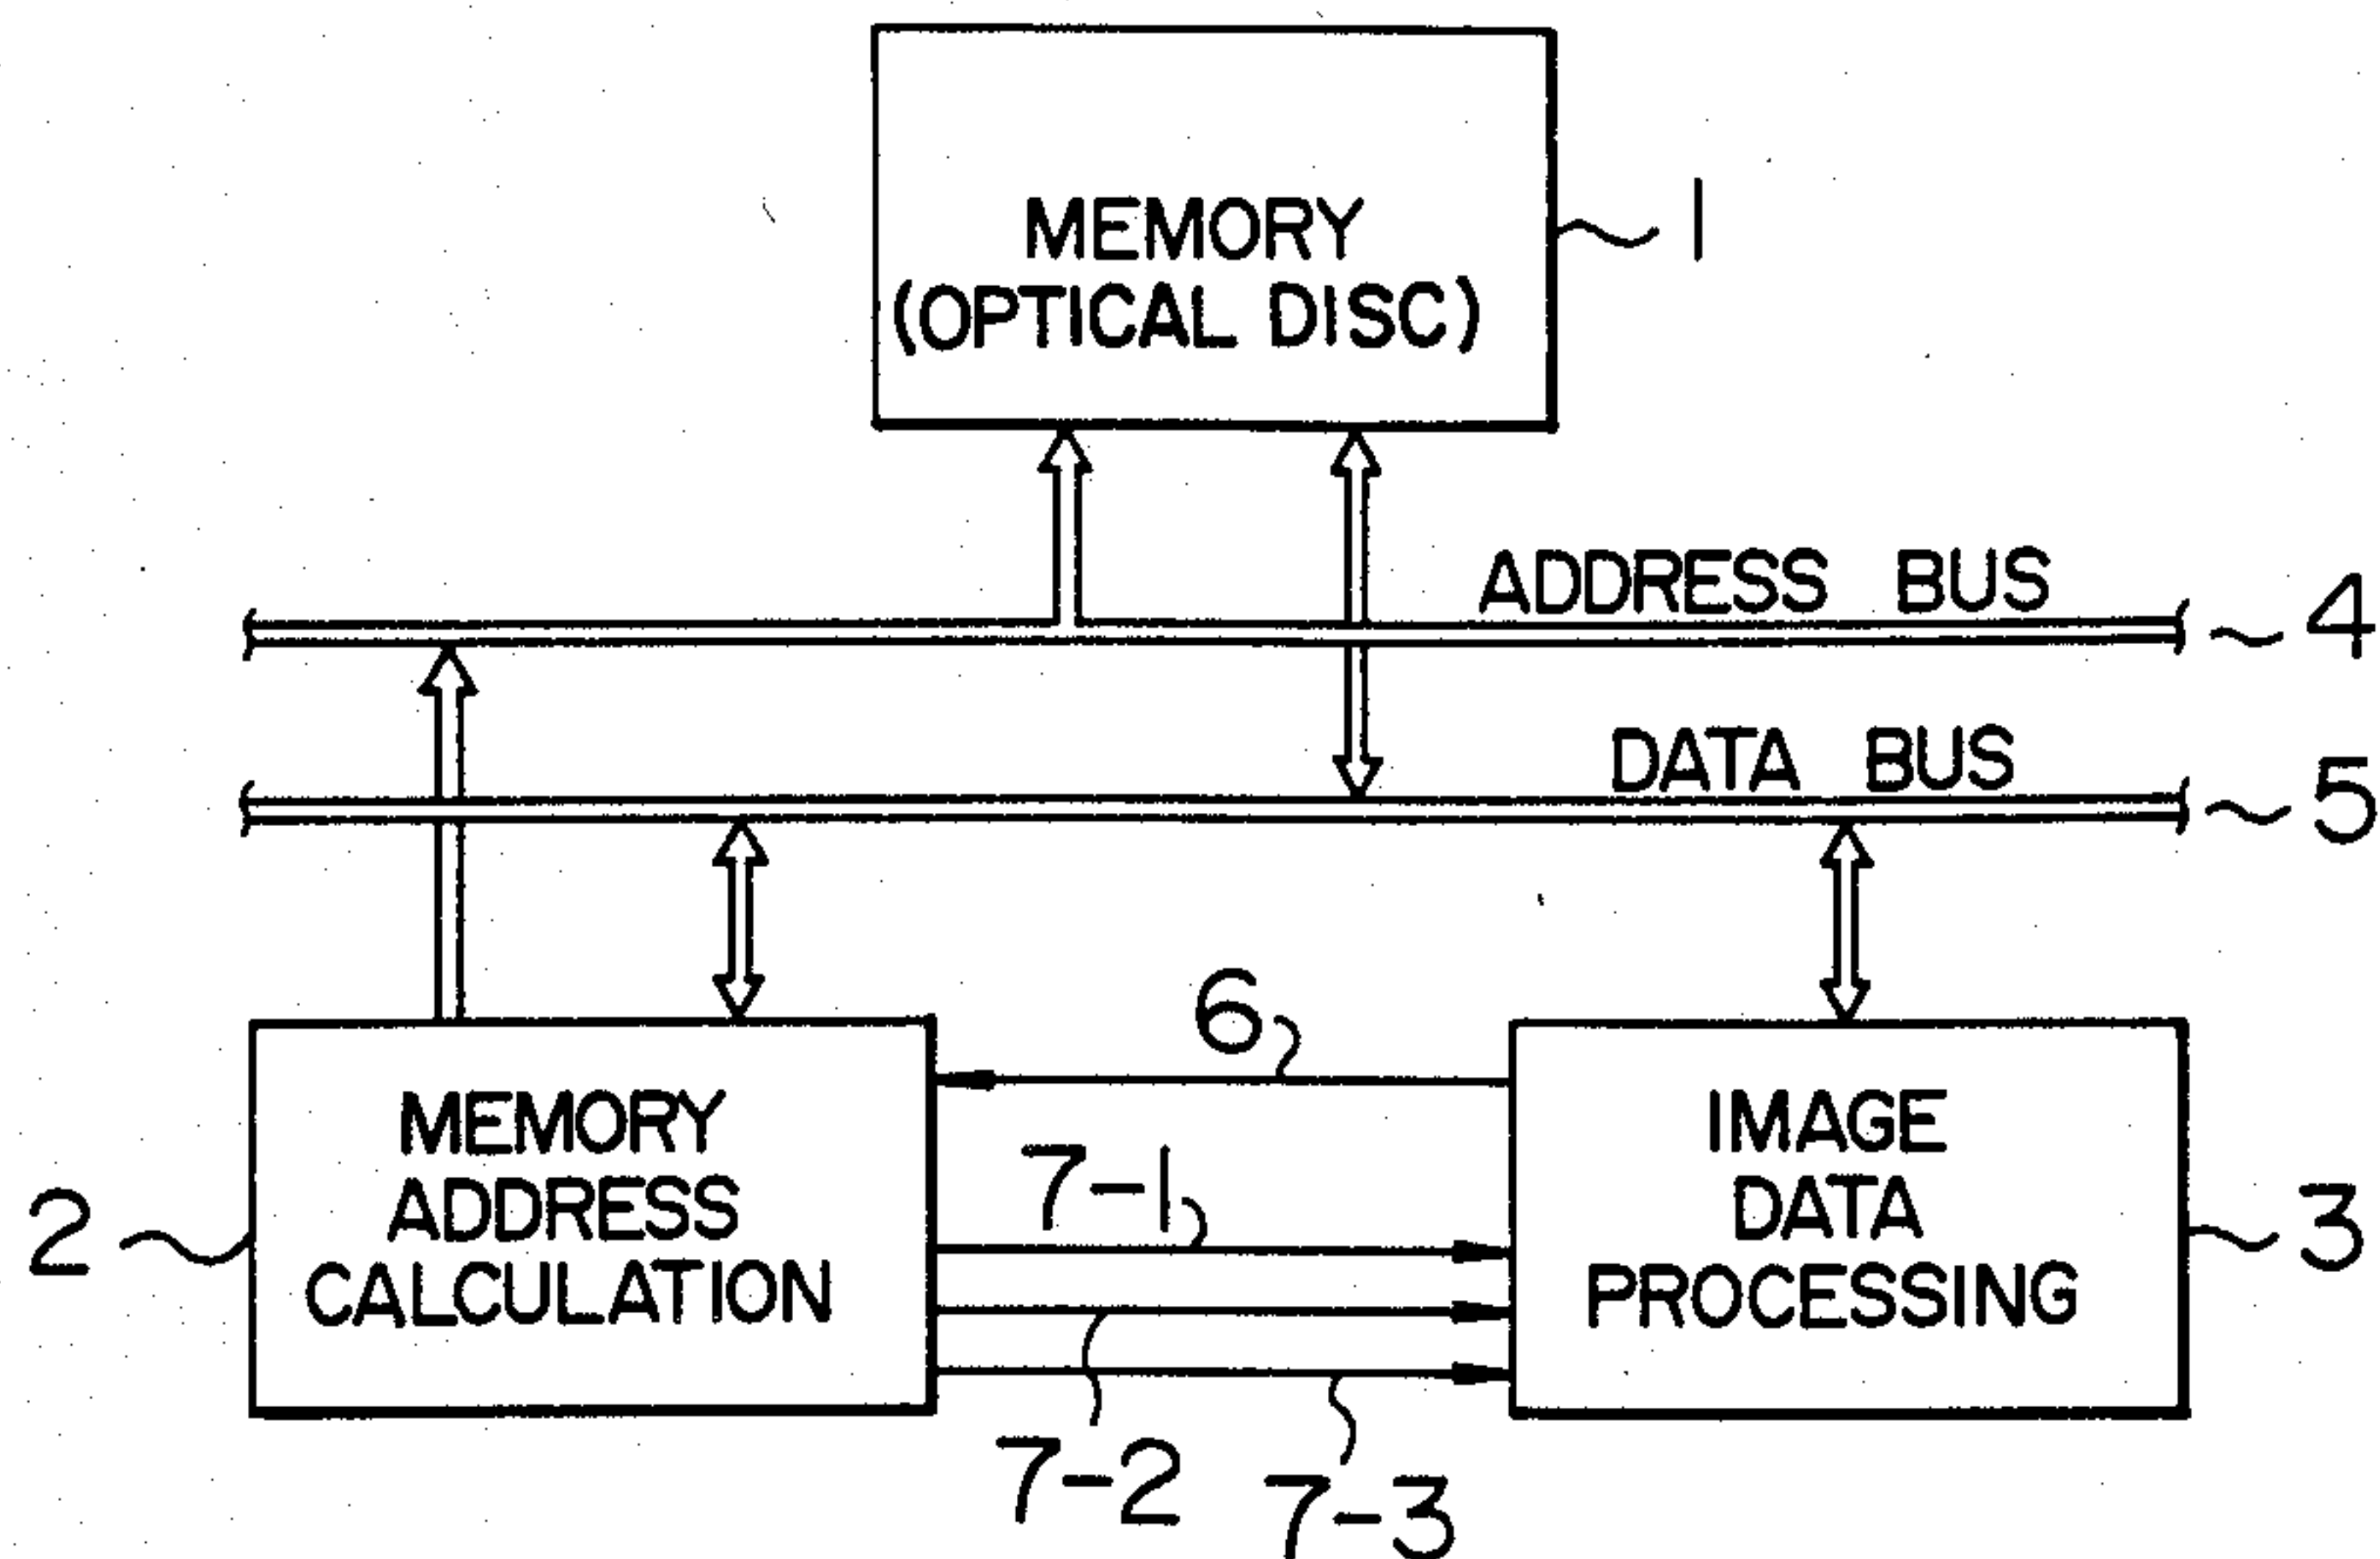 MEMORY
(OPTICAL DISC)
1
ADDRESS BUS
4
DATA BUS
5
6
MEMORY
ADDRESS
CALCULATION
2
7-1
7-2
7-3
IMAGE
DATA
PROCESSING
3